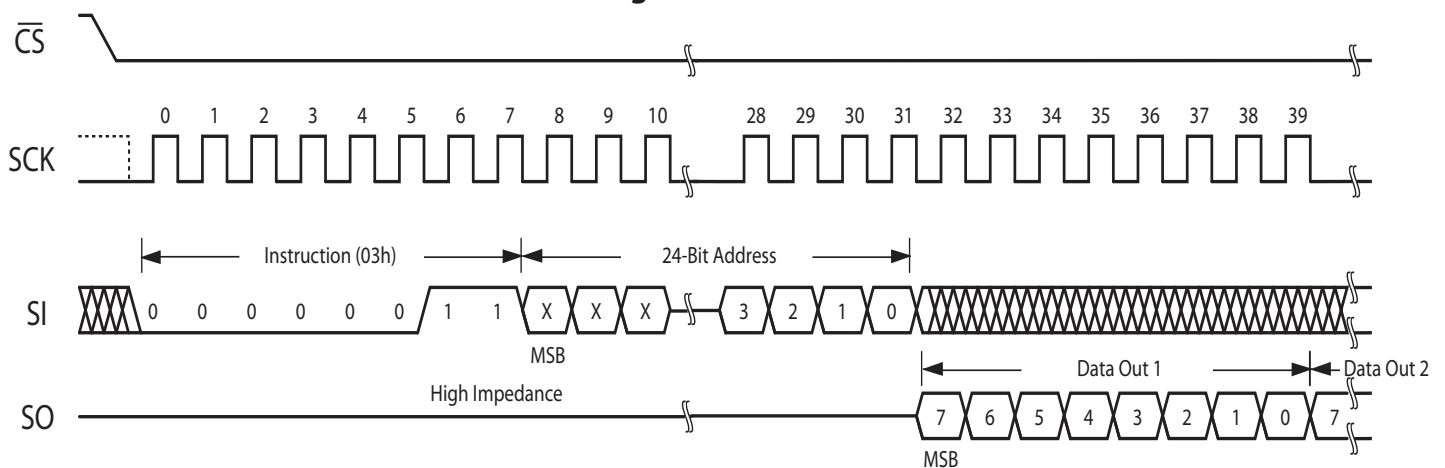 CS
0 1 2 3 4 5 6 7 8 9 10 28 29 30 31 32 33 34 35 36 37 38 39
SCK
Instruction (03h) 24-Bit Address
SI 0 0 0 0 0 0 1 1 X X X 3 2 1 0
MSB
Data Out 1 Data Out 2
High Impedance
SO 7 6 5 4 3 2 1 0 7
MSB